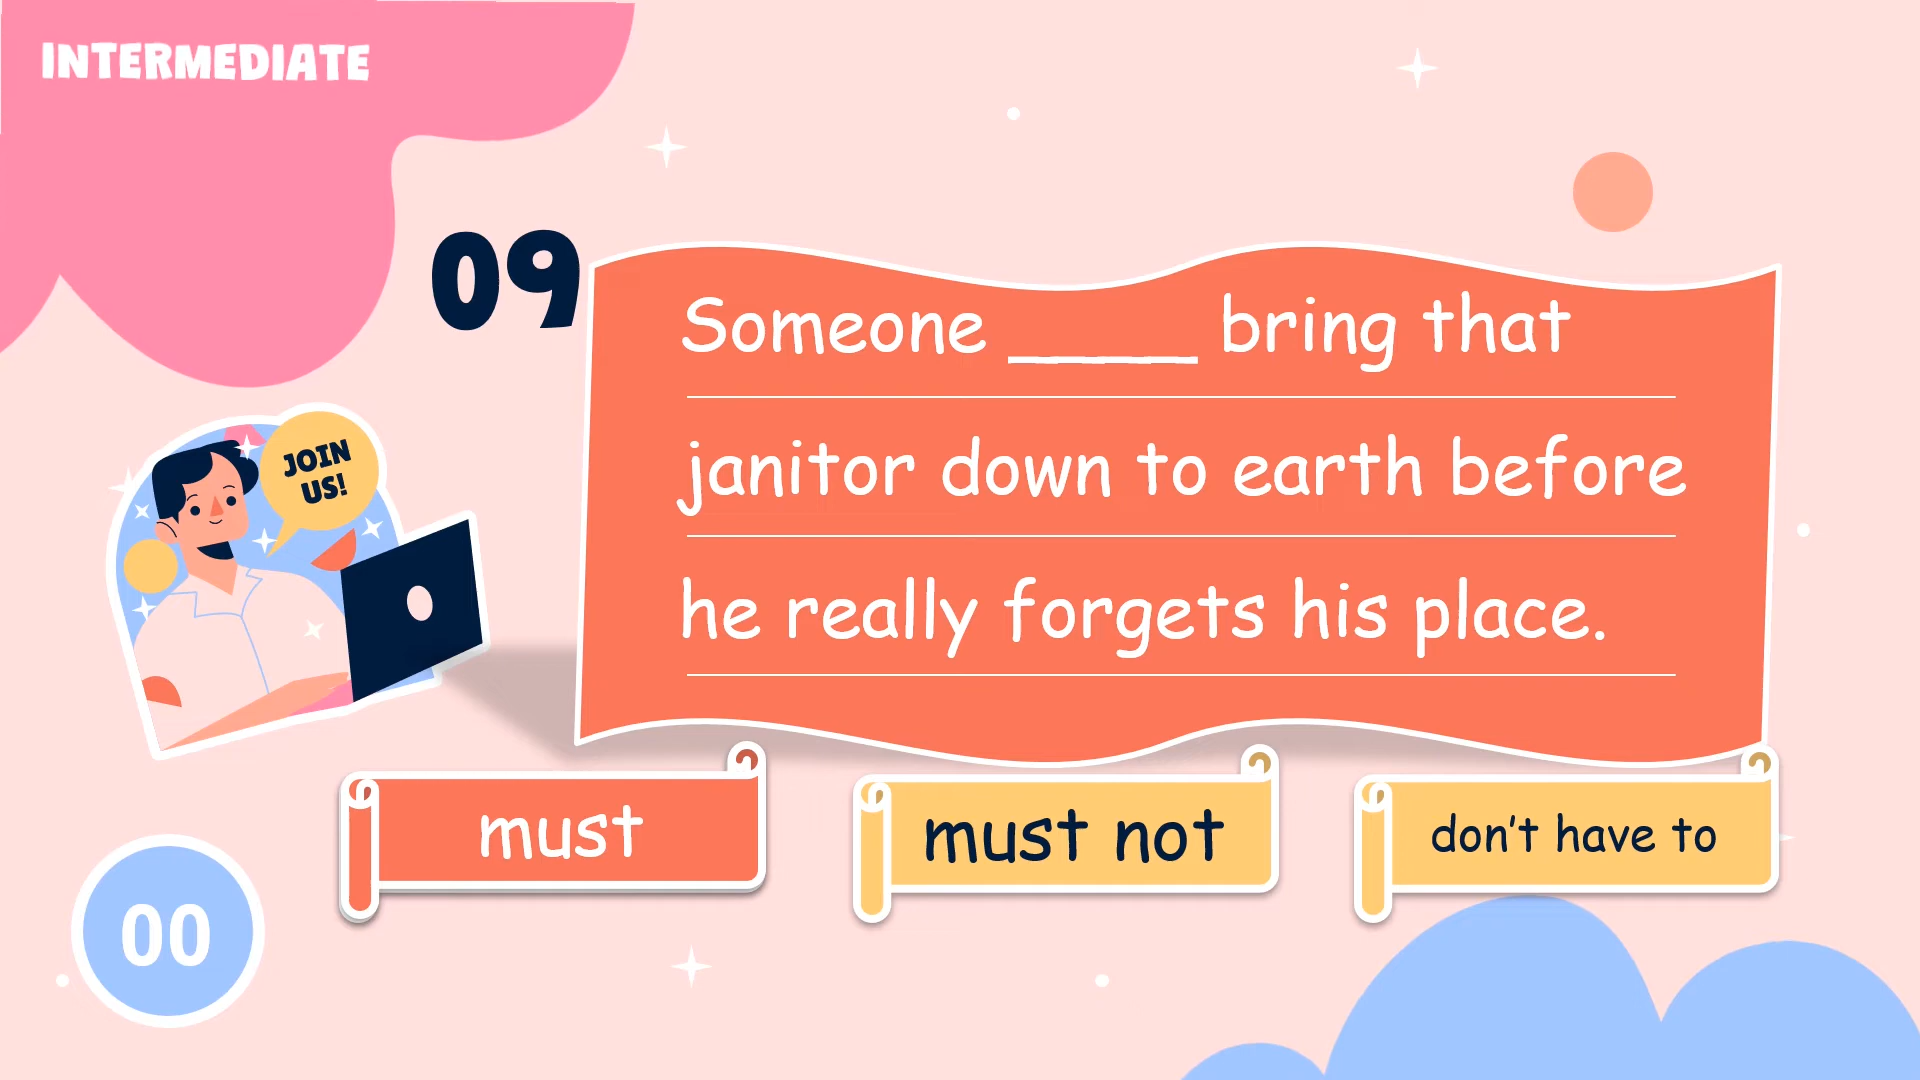 INTERMEDIATE
09
Someone _____ bring that
janitor down to earth before
he really forgets his place.
JOIN
US!
must
must not
don't have to
00